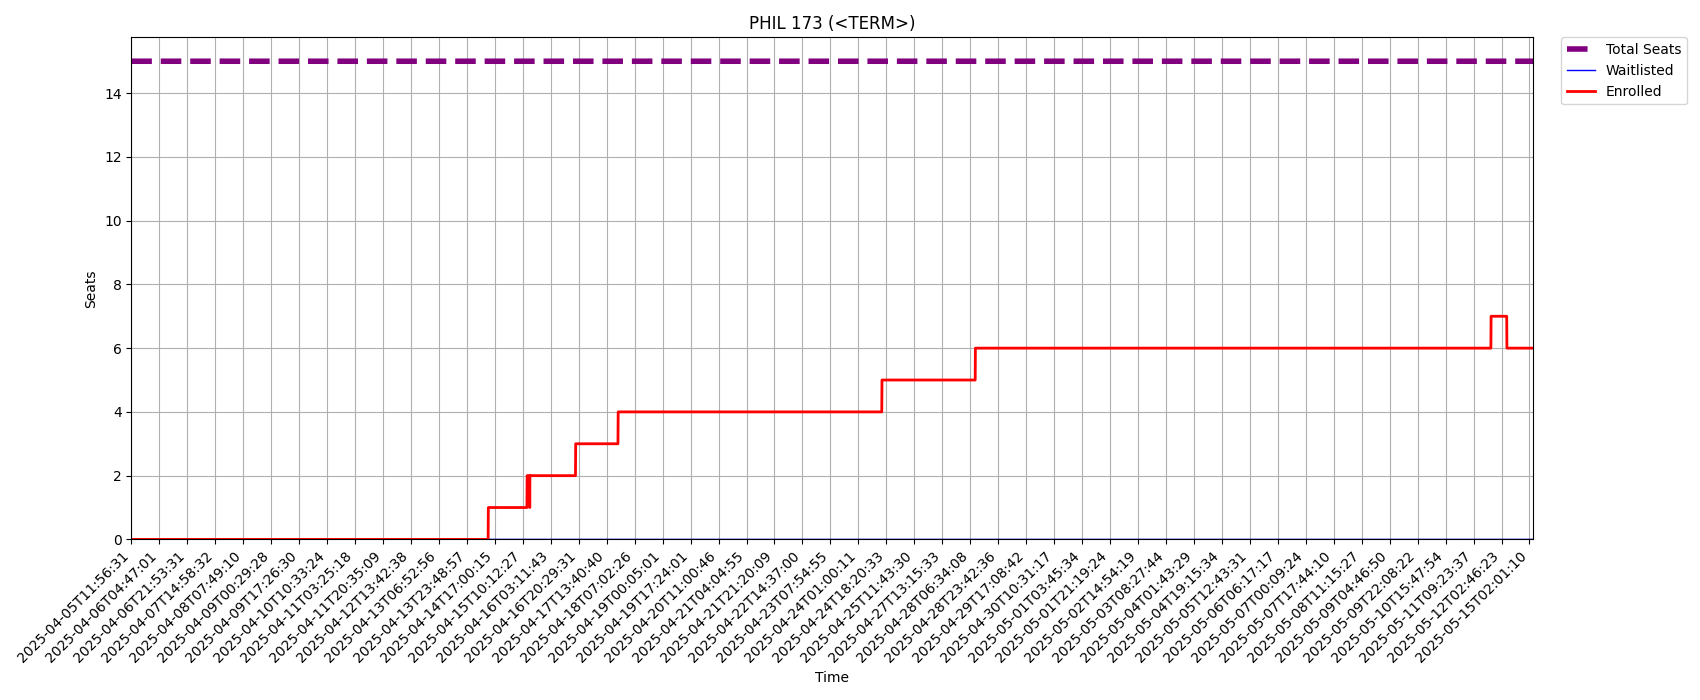 PHIL 173 (<TERM>)
Total Seats
Waitlisted
Enrolled
Seats
14
12
10
8
6
4
2
0
2025-04-05T11:56:31
2025-04-06T04:47:01
2025-04-06T21:53:31
2025-04-07T14:58:32
2025-04-08T07:49:10
2025-04-09T00:29:28
2025-04-09T17:26:30
2025-04-10T10:33:24
2025-04-11T03:25:18
2025-04-11T20:35:09
2025-04-12T13:42:38
2025-04-13T06:52:56
2025-04-13T23:48:57
2025-04-14T17:00:15
2025-04-15T10:12:27
2025-04-16T03:11:43
2025-04-16T20:29:31
2025-04-17T13:40:40
2025-04-18T07:02:26
2025-04-19T00:05:01
2025-04-19T17:24:01
2025-04-20T11:00:46
2025-04-21T04:04:55
2025-04-21T21:20:09
2025-04-22T14:37:00
2025-04-23T07:54:55
2025-04-24T01:00:11
2025-04-24T18:20:33
2025-04-25T11:43:30
2025-04-27T13:15:33
2025-04-28T06:34:08
2025-04-28T23:42:36
2025-04-29T17:08:42
2025-04-30T10:31:17
2025-05-01T03:45:34
2025-05-01T21:19:24
2025-05-02T14:54:19
2025-05-03T08:27:44
2025-05-04T01:43:29
2025-05-04T19:15:34
2025-05-05T12:43:31
2025-05-06T06:17:17
2025-05-07T00:09:24
2025-05-07T17:44:10
2025-05-08T11:15:27
2025-05-09T04:46:50
2025-05-09T22:08:22
2025-05-10T15:47:54
2025-05-11T09:23:37
2025-05-12T02:46:23
2025-05-15T02:01:10
Time